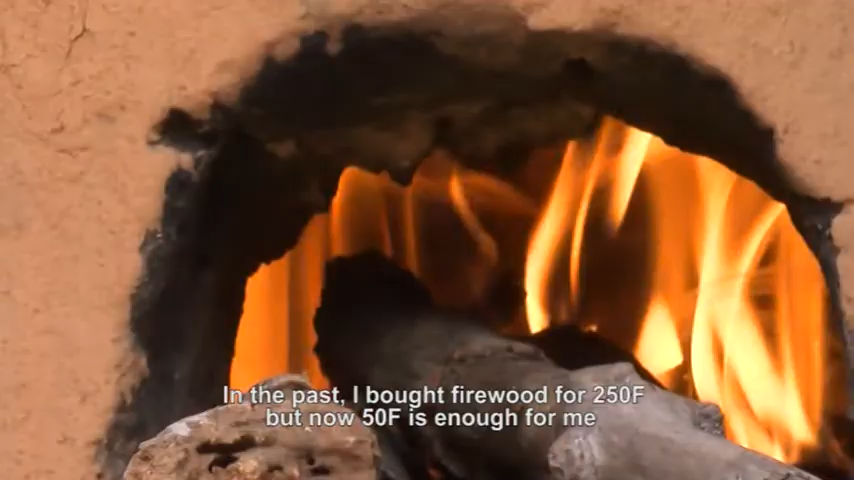 In the past, I bought firewood for 250F
but now 50F is enough for me